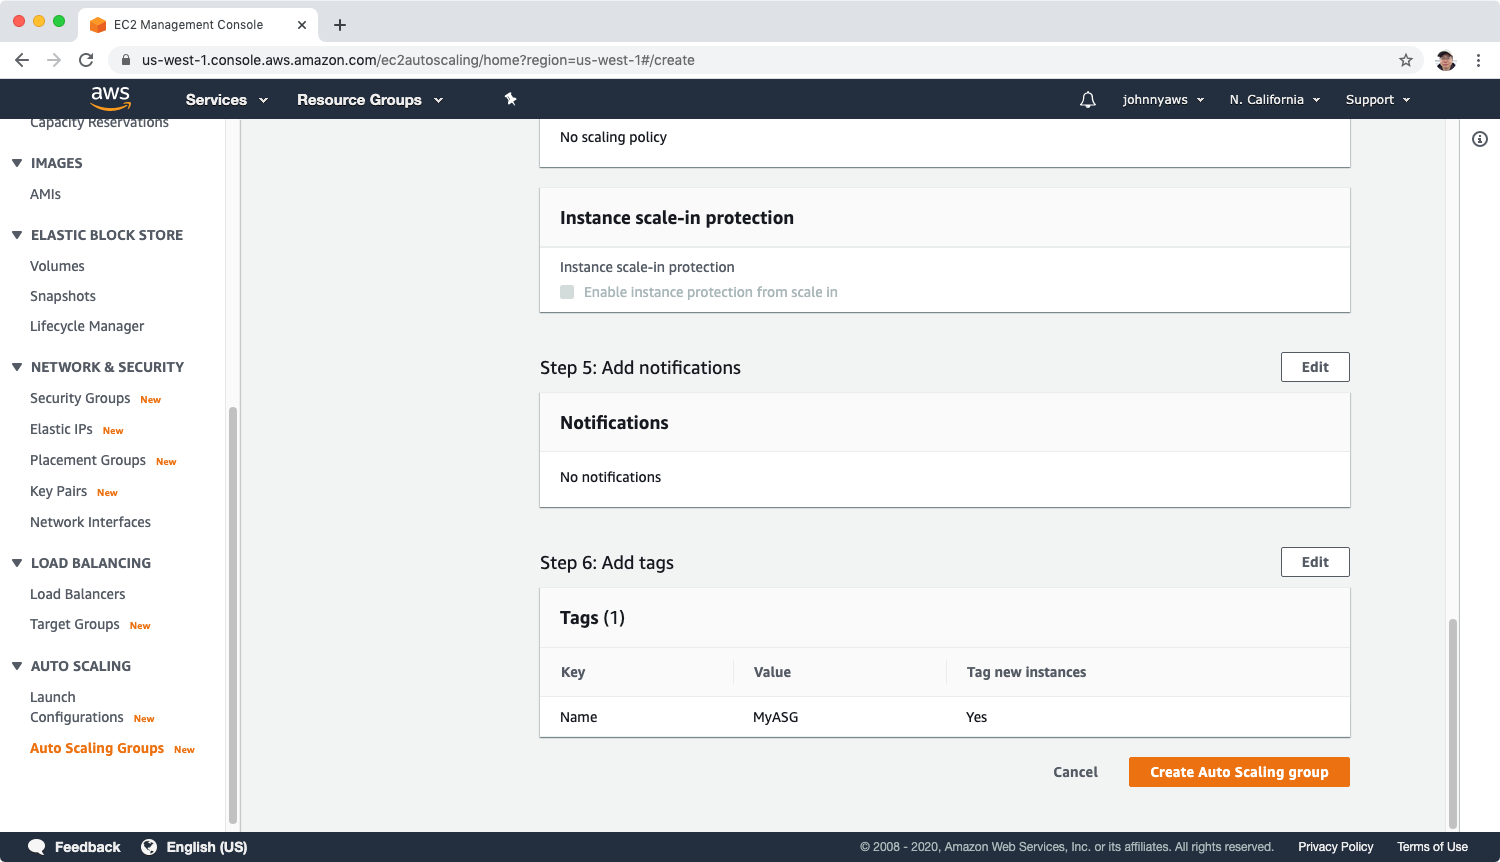 EC2 Management Console
us-west-1.console.aws.amazon.com/ec2autoscaling/home?region=us-west-1#/create
aws
Services
Resource Groups
johnnyaws
N. California
Support
Capacity Reservations
IMAGES
AMIs
ELASTIC BLOCK STORE
Volumes
Snapshots
Lifecycle Manager
NETWORK & SECURITY
Security Groups New
Elastic IPs New
Placement Groups New
Key Pairs New
Network Interfaces
LOAD BALANCING
Load Balancers
Target Groups New
AUTO SCALING
Launch
Configurations New
Auto Scaling Groups New
No scaling policy
Instance scale-in protection
Instance scale-in protection
Enable instance protection from scale in
Step 5: Add notifications
Edit
Notifications
No notifications
Step 6: Add tags
Edit
Tags (1)
Key Value Tag new instances
Name MyASG Yes
Cancel
Create Auto Scaling group
Feedback
English (US)
© 2008 - 2020, Amazon Web Services, Inc. or its affiliates. All rights reserved.
Privacy Policy
Terms of Use